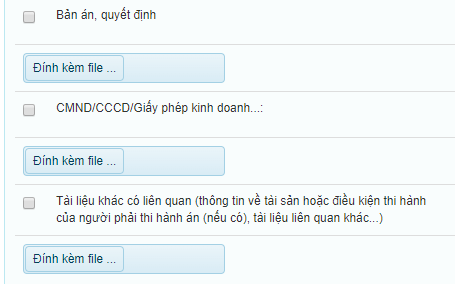 Bản án, quyết định
Đính kèm file ...
CMND/CCCD/Giấy phép kinh doanh...:
Đính kèm file ...
Tài liệu khác có liên quan (thông tin về tài sản hoặc điều kiện thi hành
của người phải thi hành án (nếu có), tài liệu liên quan khác...)
Đính kèm file ...